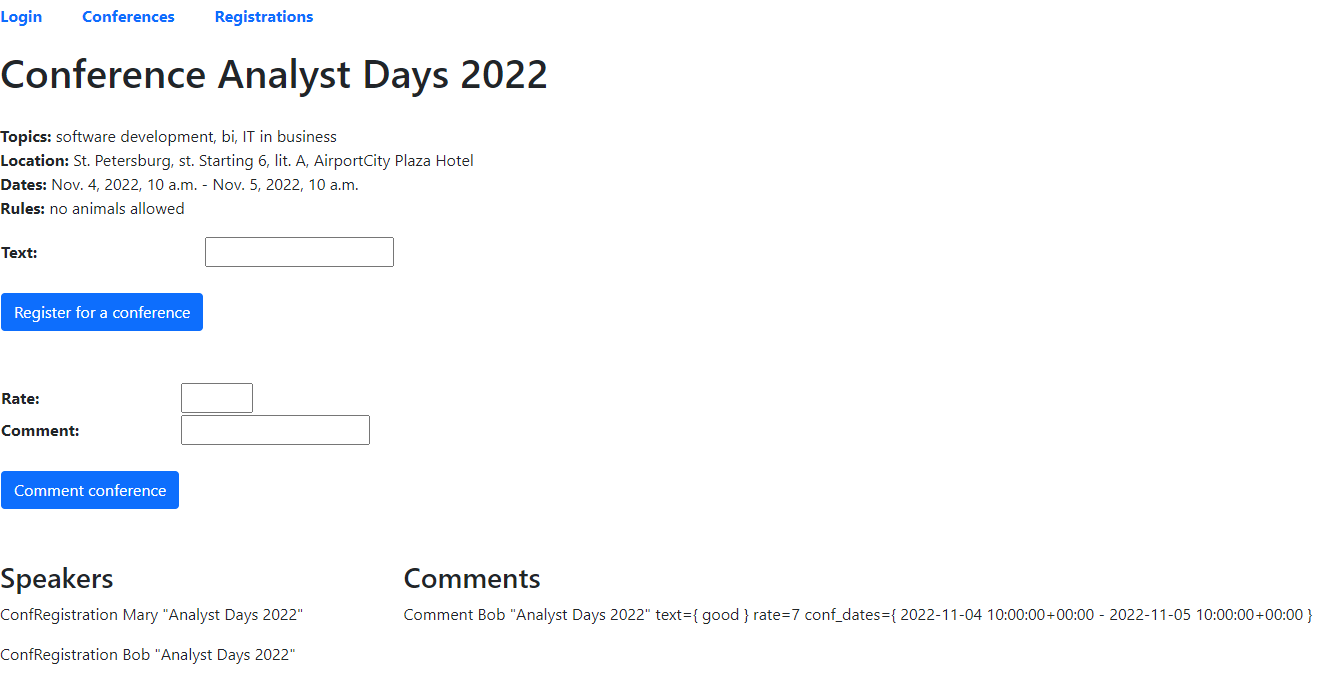 Login Conferences Registrations
Conference Analyst Days 2022
Topics: software development, bi, IT in business
Location: St. Petersburg, st. Starting 6, lit. A, AirportCity Plaza Hotel
Dates: Nov. 4, 2022, 10 a.m. - Nov. 5, 2022, 10 a.m.
Rules: no animals allowed
Text:
Register for a conference
Rate:
Comment:
Comment conference
Speakers
ConfRegistration Mary "Analyst Days 2022"
ConfRegistration Bob "Analyst Days 2022"
Comments
Comment Bob "Analyst Days 2022" text={ good } rate=7 conf_dates={ 2022-11-04 10:00:00+00:00 - 2022-11-05 10:00:00+00:00 }